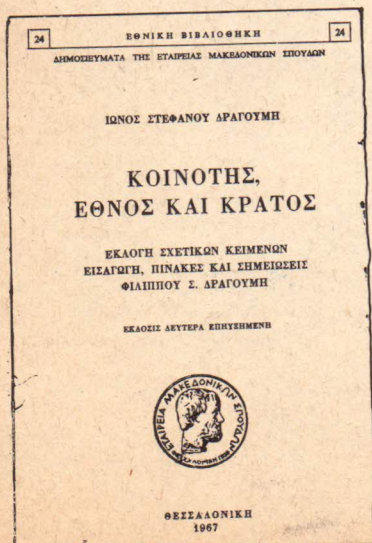 24 ΕΘΝΙΚΗ ΒΙΒΛΙΟΘΗΚΗ 24
ΔΗΜΟΣΙΕΥΜΑΤΑ ΤΗΣ ΕΤΑΙΡΕΙΑΣ ΜΑΚΕΔΟΝΙΚΩΝ ΣΠΟΥΔΩΝ
ΙΩΝΟΣ ΣΤΕΦΑΝΟΥ ΔΡΑΓΟΥΜΗ
ΚΟΙΝΟΤΗΣ,
ΕΘΝΟΣ ΚΑΙ ΚΡΑΤΟΣ
ΕΚΛΟΓΗ ΣΧΕΤΙΚΩΝ ΚΕΙΜΕΝΩΝ
ΕΙΣΑΓΩΓΗ, ΠΙΝΑΚΕΣ ΚΑΙ ΣΗΜΕΙΩΣΕΙΣ
ΦΙΛΙΠΠΟΥ Σ. ΔΡΑΓΟΥΜΗ
ΕΚΔΟΣΙΣ ΔΕΥΤΕΡΑ ΕΠΗΥΞΗΜΕΝΗ
ΕΤΑΙΡΕΙΑ ΜΑΚΕΔΟΝΙΚΩΝ ΣΠΟΥΔΩΝ
ΘΕΣΣΑΛΟΝΙΚΗ
1967